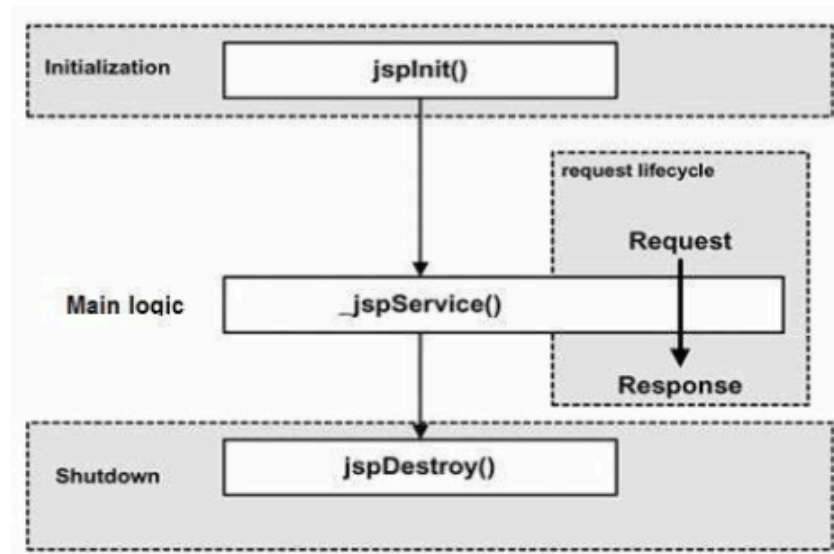 Initialization
jspInit()
request lifecycle
Request
Main logic
_jspService()
Response
Shutdown
jspDestroy()